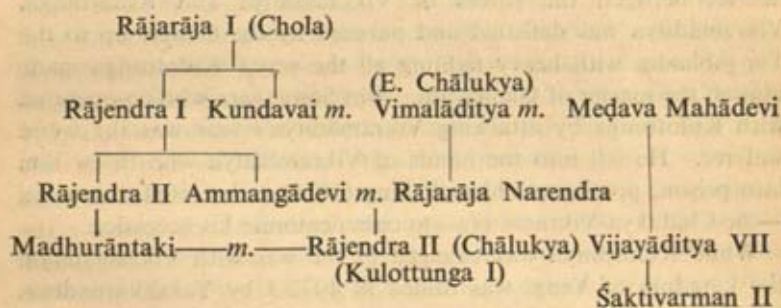 Rājarāja I (Chola)
(E. Chālukya)
Rājendra I Kundavai m. Vimalāditya m. Meḍava Mahādevi
Rājendra II Ammangādevi m. Rājarāja Narendra
Madhurāntaki—m.—Rājendra II (Chālukya) Vijayāditya VII
(Kulottunga I)
Śaktivarman II